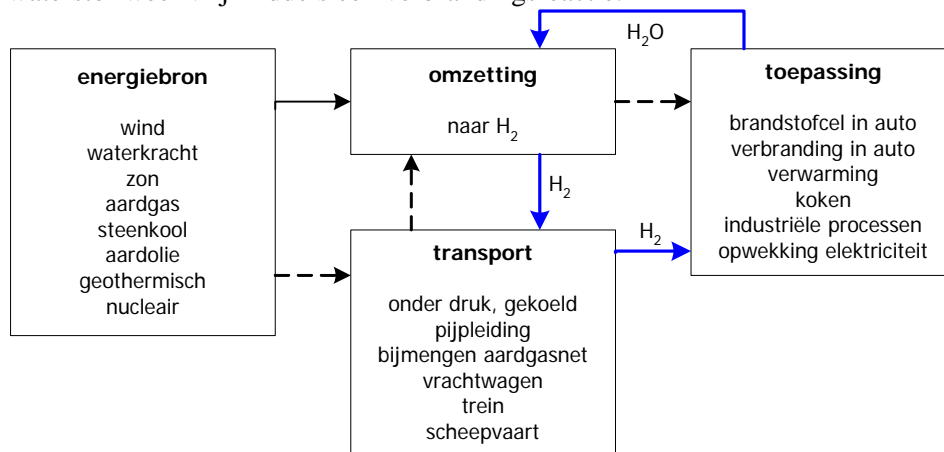 energiebron
wind
waterkracht
zon
aardgas
steenkool
aardolie
geothermisch
nucleair
omzetting
naar H₂
H₂O
H₂
transport
onder druk, gekoeld
pijpleiding
bijmengen aardgasnet
vrachtwagen
trein
scheepvaart
H₂
toepassing
brandstofcel in auto
verbranding in auto
verwarming
koken
industriële processen
opwekking elektriciteit